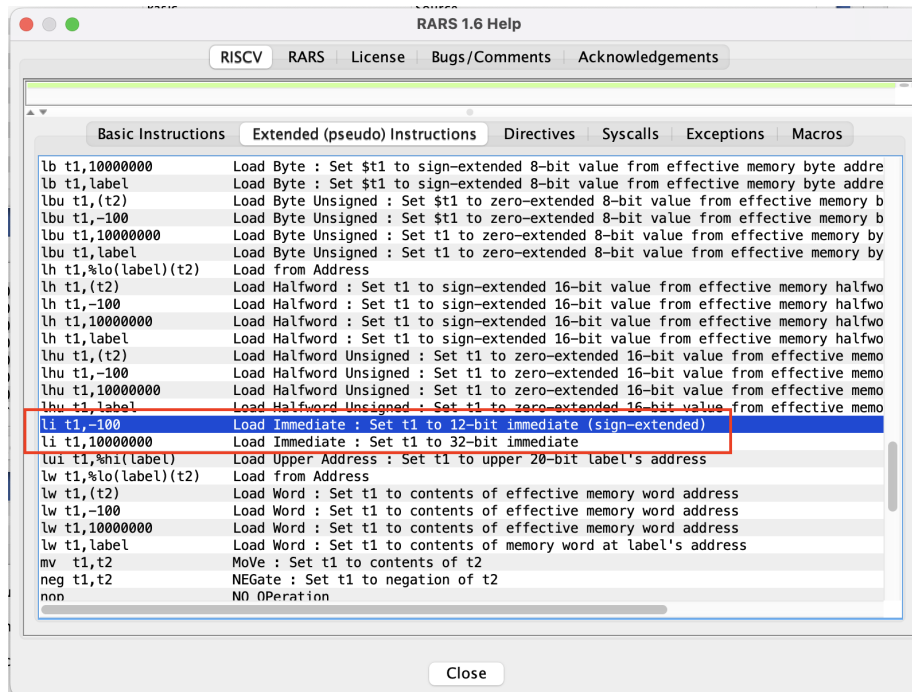 RARS 1.6 Help
RISCV RARS License Bugs/Comments Acknowledgements
Basic Instructions Extended (pseudo) Instructions Directives Syscalls Exceptions Macros
lb t1,10000000 Load Byte : Set $t1 to sign-extended 8-bit value from effective memory byte addre
lb t1,label Load Byte : Set $t1 to sign-extended 8-bit value from effective memory byte addre
lbu t1,(t2) Load Byte Unsigned : Set $t1 to zero-extended 8-bit value from effective memory b
lbu t1,-100 Load Byte Unsigned : Set $t1 to zero-extended 8-bit value from effective memory b
lbu t1,10000000 Load Byte Unsigned : Set $t1 to zero-extended 8-bit value from effective memory by
lbu t1,label Load Byte Unsigned : Set $t1 to zero-extended 8-bit value from effective memory by
lh t1,%lo(label)(t2) Load from Address
lh t1,(t2) Load Halfword : Set t1 to sign-extended 16-bit value from effective memory halfwo
lh t1,-100 Load Halfword : Set t1 to sign-extended 16-bit value from effective memory halfwo
lh t1,10000000 Load Halfword : Set t1 to sign-extended 16-bit value from effective memory halfwo
lh t1,label Load Halfword : Set t1 to sign-extended 16-bit value from effective memory halfwo
lhu t1,(t2) Load Halfword Unsigned : Set t1 to zero-extended 16-bit value from effective memo
lhu t1,-100 Load Halfword Unsigned : Set t1 to zero-extended 16-bit value from effective memo
lhu t1,10000000 Load Halfword Unsigned : Set t1 to zero-extended 16-bit value from effective memo
lhu t1,label Load Halfword Unsigned : Set t1 to zero-extended 16-bit value from effective memo
li t1,-100 Load Immediate : Set t1 to 12-bit immediate (sign-extended)
li t1,10000000 Load Immediate : Set t1 to 32-bit immediate
lui t1,%hi(label) Load Upper Address : Set t1 to upper 20-bit label's address
lw t1,%lo(label)(t2) Load from Address
lw t1,(t2) Load Word : Set t1 to contents of effective memory word address
lw t1,-100 Load Word : Set t1 to contents of effective memory word address
lw t1,10000000 Load Word : Set t1 to contents of effective memory word address
lw t1,label Load Word : Set t1 to contents of memory word at label's address
mv t1,t2 MoVe : Set t1 to contents of t2
neg t1,t2 NEGate : Set t1 to negation of t2
nop NO OPeration
Close